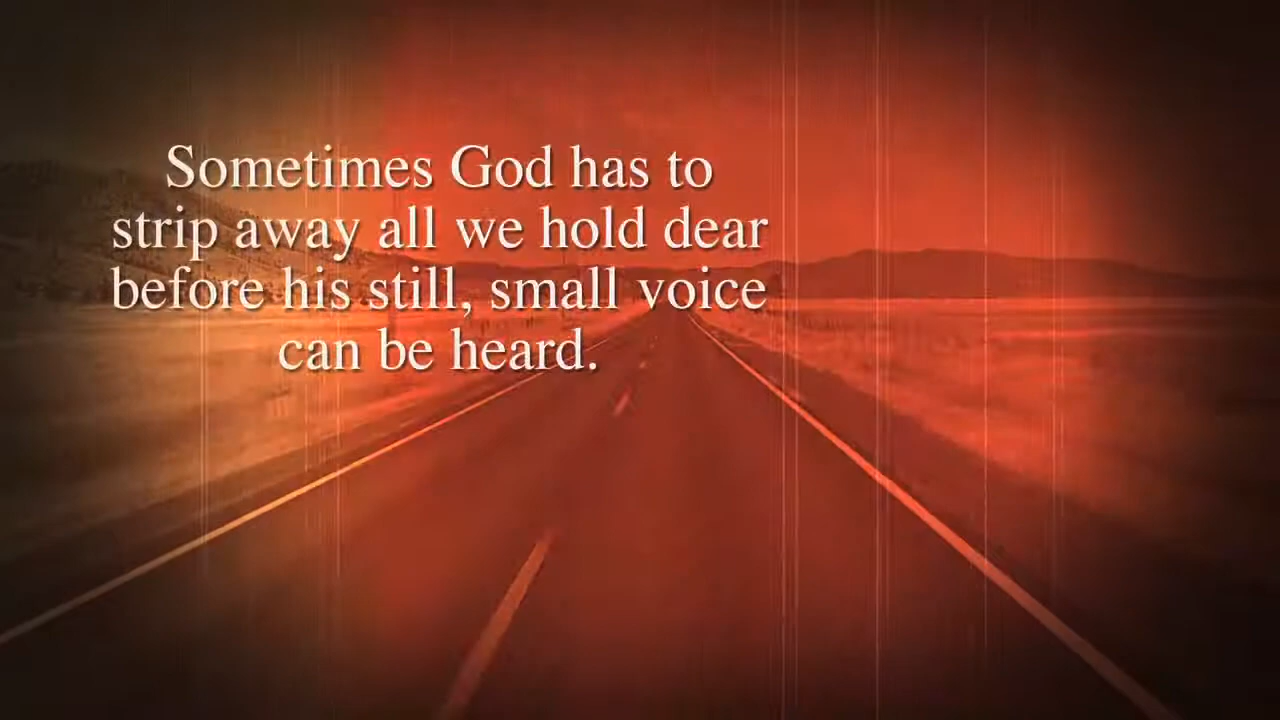 Sometimes God has to
strip away all we hold dear
before his still, small voice
can be heard.